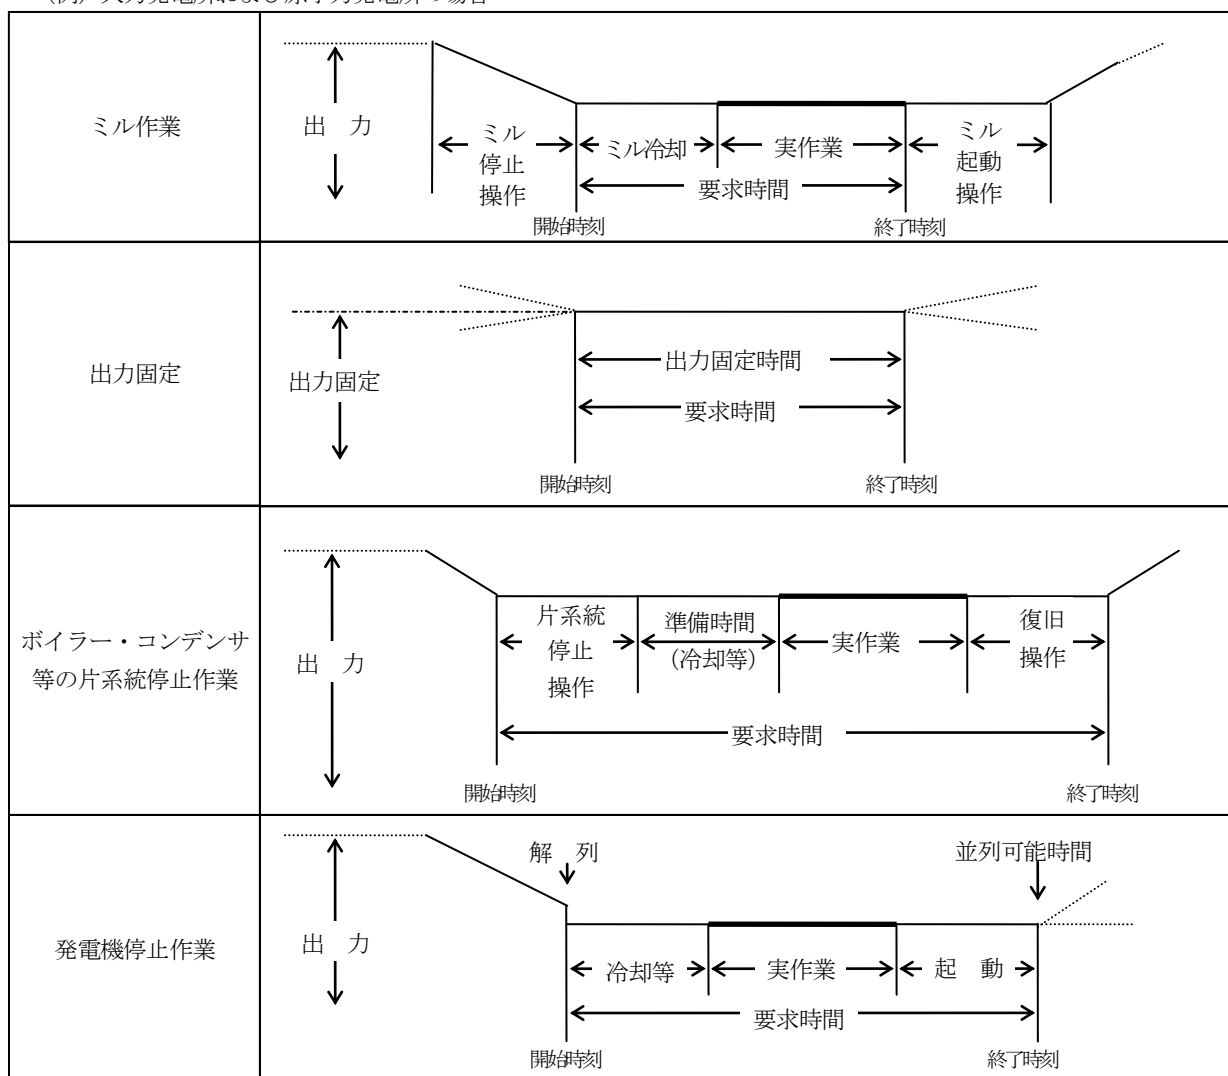 (例)火力発電所および原子力発電所の場合
ミル作業
出 力
ミル
停止
操作
ミル冷却
実作業
ミル
起動
操作
要求時間
開始時刻
終了時刻
出力固定
出力固定
出力固定時間
要求時間
開始時刻
終了時刻
ボイラー・コンデンサ
等の片系統停止作業
出 力
片系統
停止
操作
準備時間
(冷却等)
実作業
復旧
操作
要求時間
開始時刻
終了時刻
発電機停止作業
出 力
解 列
並列可能時間
冷却等
実作業
起 動
要求時間
開始時刻
終了時刻